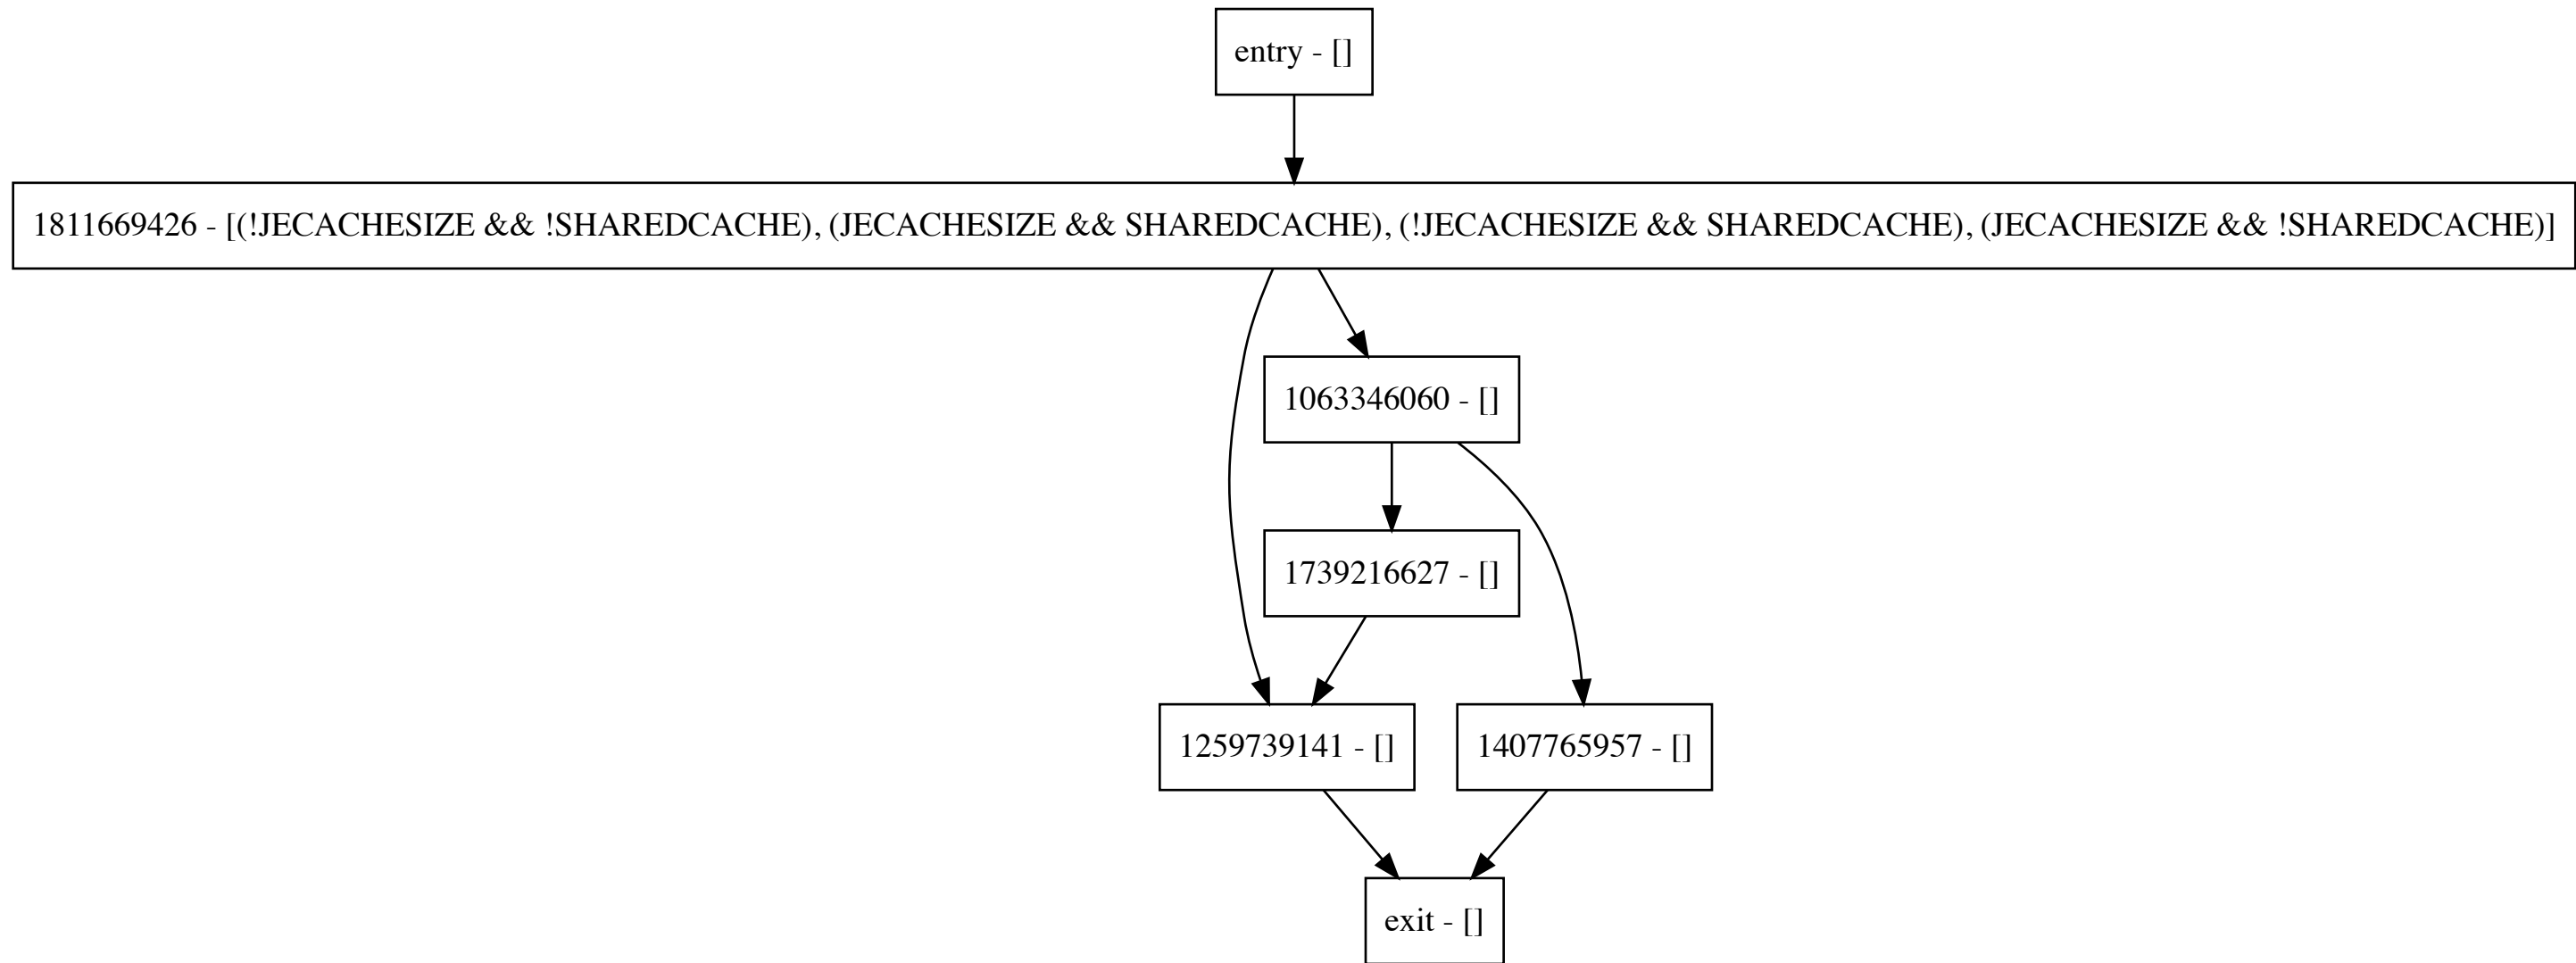 entry - []
1811669426 - [(!JECACHESIZE && !SHAREDCACHE), (JECACHESIZE && SHAREDCACHE), (!JECACHESIZE && SHAREDCACHE), (JECACHESIZE && !SHAREDCACHE)]
1063346060 - []
1739216627 - []
1259739141 - []
1407765957 - []
exit - []